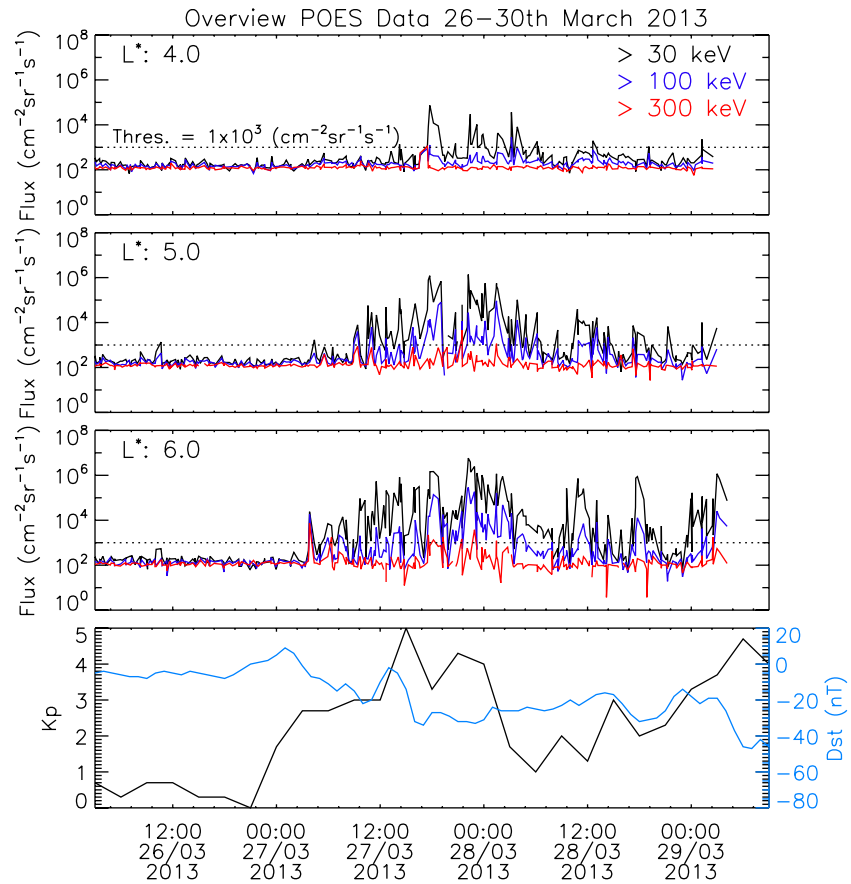 Overview POES Data 26-30th March 2013
10⁸
10⁶
10⁴
10²
10⁰
Flux (cm⁻²sr⁻¹s⁻¹)
L*: 4.0
> 30 keV
> 100 keV
> 300 keV
Thres. = 1x10³ (cm⁻²sr⁻¹s⁻¹)
10⁸
10⁶
10⁴
10²
10⁰
Flux (cm⁻²sr⁻¹s⁻¹)
L*: 5.0
10⁸
10⁶
10⁴
10²
10⁰
Flux (cm⁻²sr⁻¹s⁻¹)
L*: 6.0
5
4
3
2
1
0
Kp
20
0
-20
-40
-60
-80
Dst (nT)
12:00 00:00 12:00 00:00 12:00 00:00
26/03 27/03 27/03 28/03 28/03 29/03
2013 2013 2013 2013 2013 2013